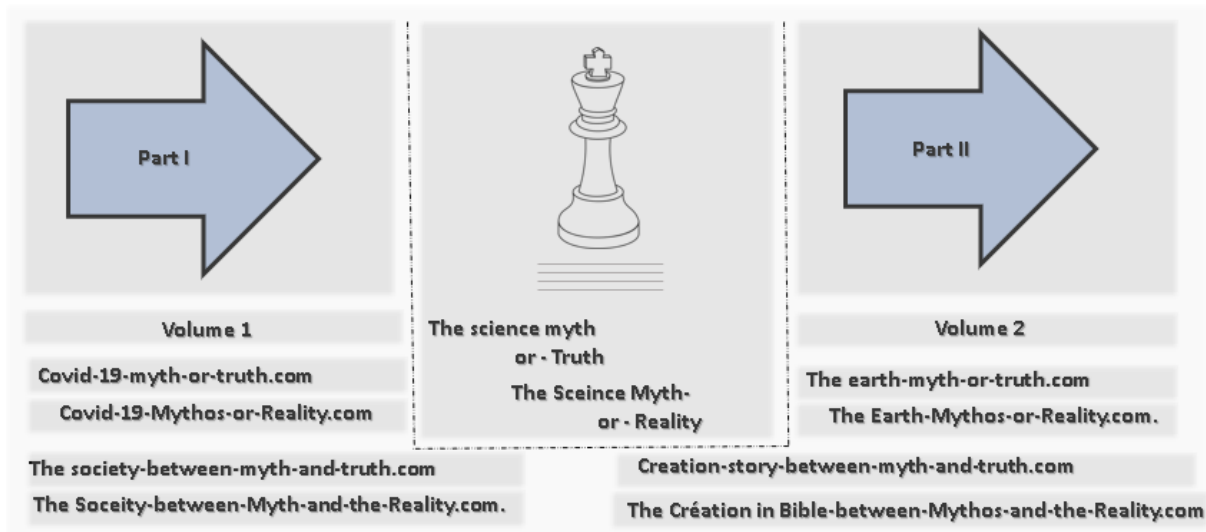 Part I
Volume 1
Covid-19-myth-or-truth.com
Covid-19-Mythos-or-Reality.com
The science myth
or - Truth
The Sceince Myth-
or - Reality
Part II
Volume 2
The earth-myth-or-truth.com
The Earth-Mythos-or-Reality.com.
The society-between-myth-and-truth.com
The Soceity-between-Myth-and-the-Reality.com.
Creation-story-between-myth-and-truth.com
The Création in Bible-between-Mythos-and-the-Reality.com